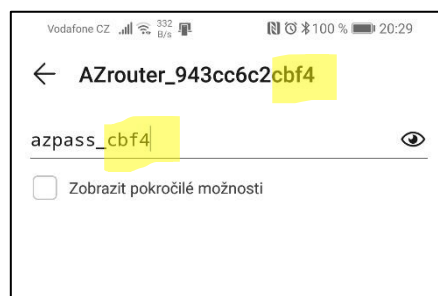 Vodafone CZ 332 B/s 100 % 20:29
AZrouter_943cc6c2cbf4
azpass_cbf4
Zobrazit pokročilé možnosti